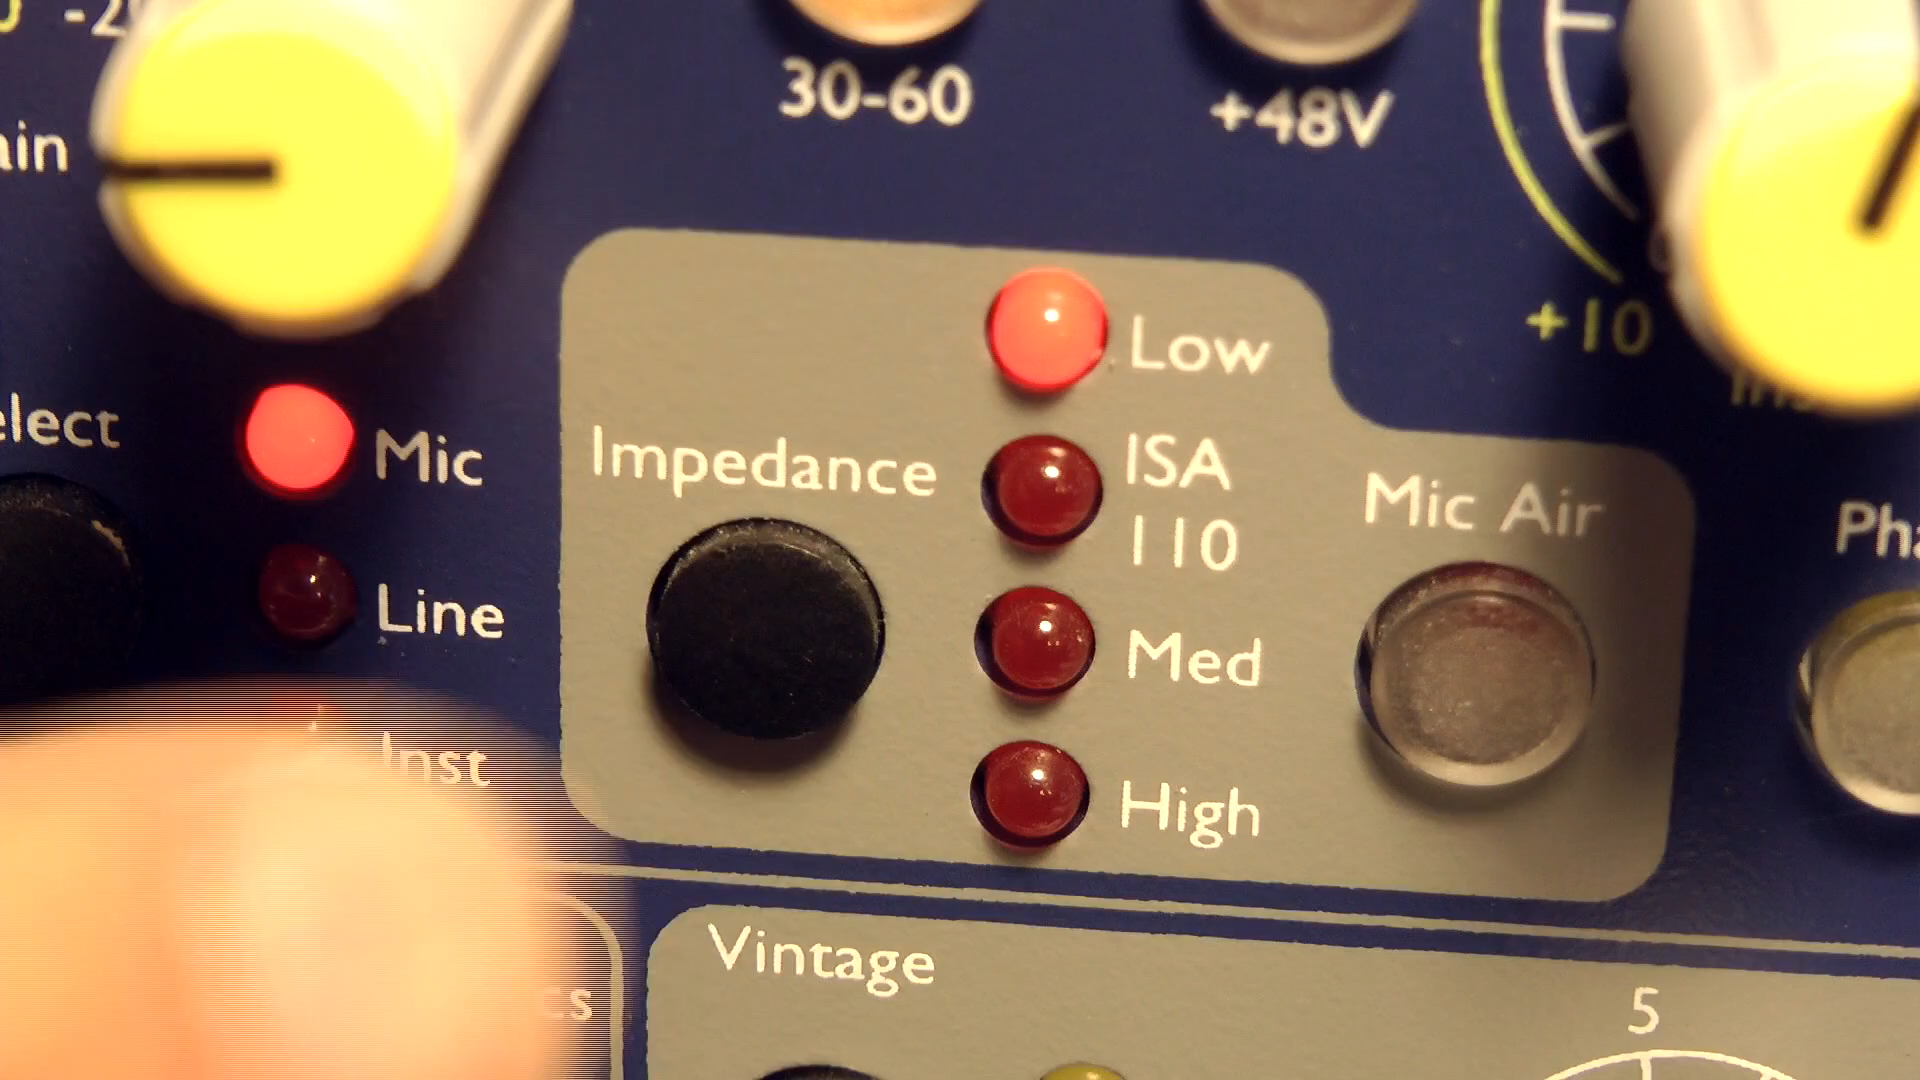 30-60
+48V
+10
Low
Mic
Impedance
ISA
110
Mic Air
Line
Med
Inst
High
Vintage
5